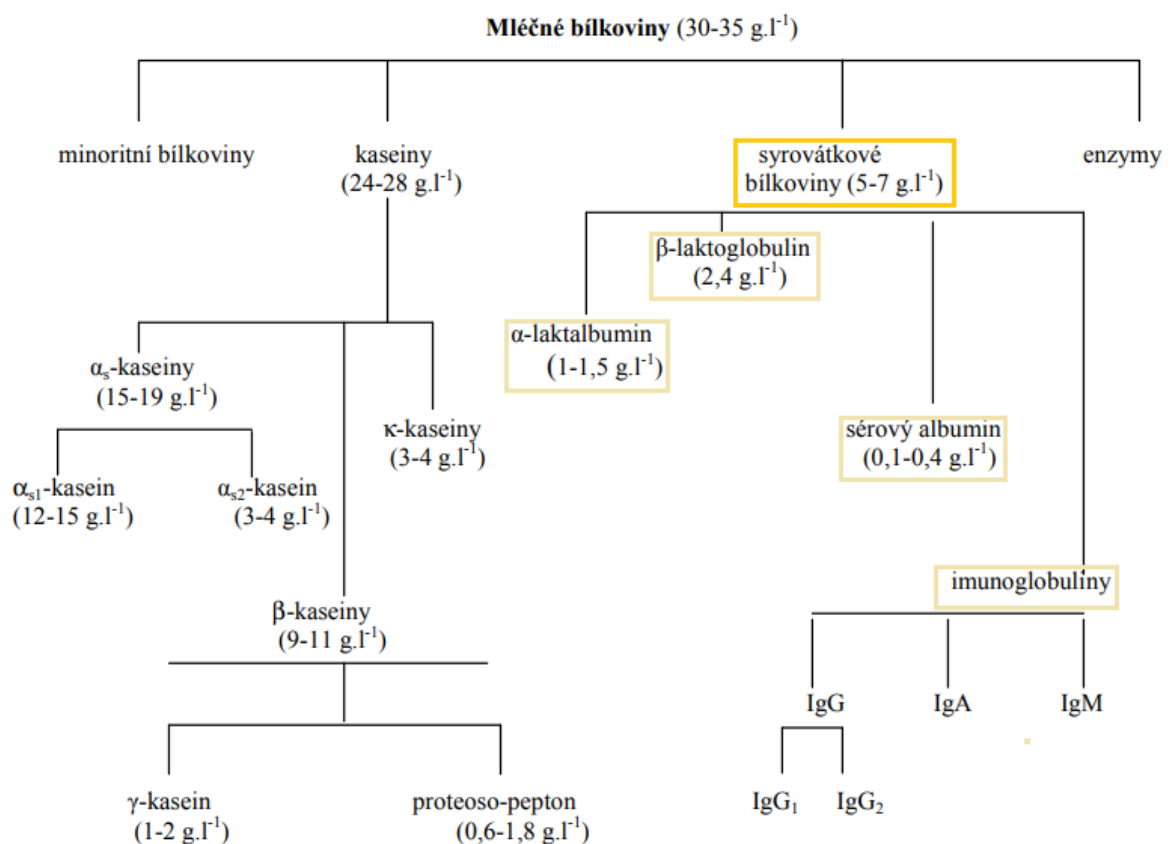 Mléčné bílkoviny (30-35 g.l⁻¹)
minoritní bílkoviny
kaseiny
(24-28 g.l⁻¹)
syrovátkové
bílkoviny (5-7 g.l⁻¹)
enzymy
β-laktoglobulin
(2,4 g.l⁻¹)
α-laktalbumin
(1-1,5 g.l⁻¹)
sérový albumin
(0,1-0,4 g.l⁻¹)
imunoglobuliny
αₛ-kaseiny
(15-19 g.l⁻¹)
κ-kaseiny
(3-4 g.l⁻¹)
αₛ₁-kasein
(12-15 g.l⁻¹)
αₛ₂-kasein
(3-4 g.l⁻¹)
β-kaseiny
(9-11 g.l⁻¹)
IgG
IgA
IgM
γ-kasein
(1-2 g.l⁻¹)
proteoso-pepton
(0,6-1,8 g.l⁻¹)
IgG₁
IgG₂